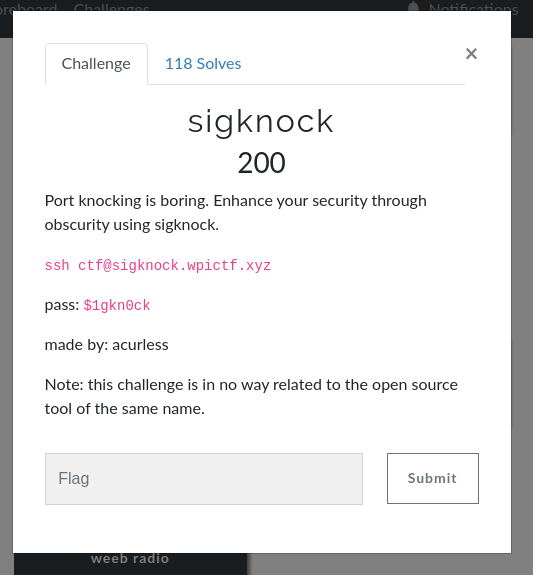 Challenges
Notifications
Challenge
118 Solves
×
sigknock
200
Port knocking is boring. Enhance your security through
obscurity using sigknock.
ssh ctf@sigknock.wpictf.xyz
pass: $1gkn0ck
made by: acurless
Note: this challenge is in no way related to the open source
tool of the same name.
Flag
Submit
weeb radio